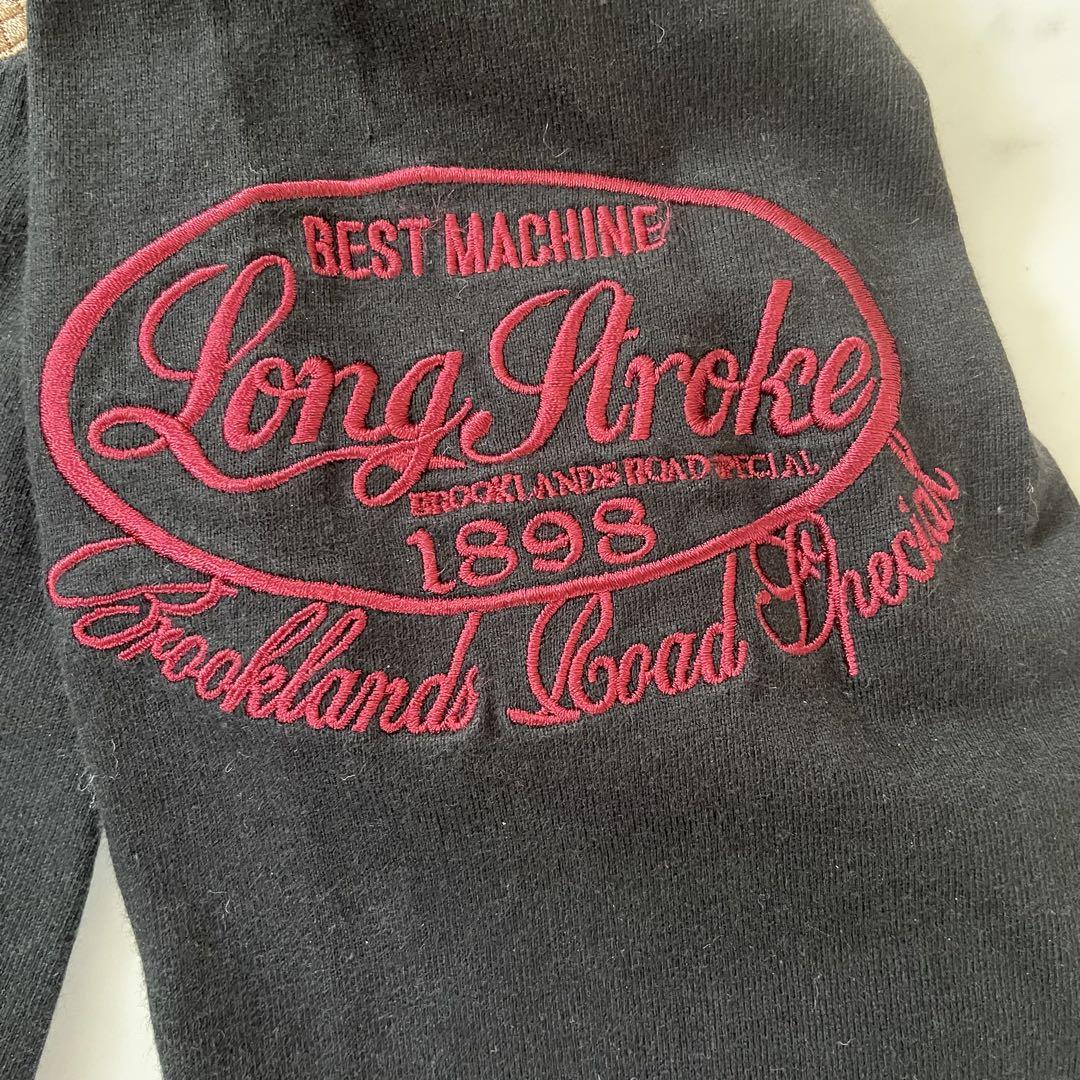 BEST MACHINE
Long Stroke
BROOKLANDS ROAD SPECIAL
1898
Brooklands Road Special